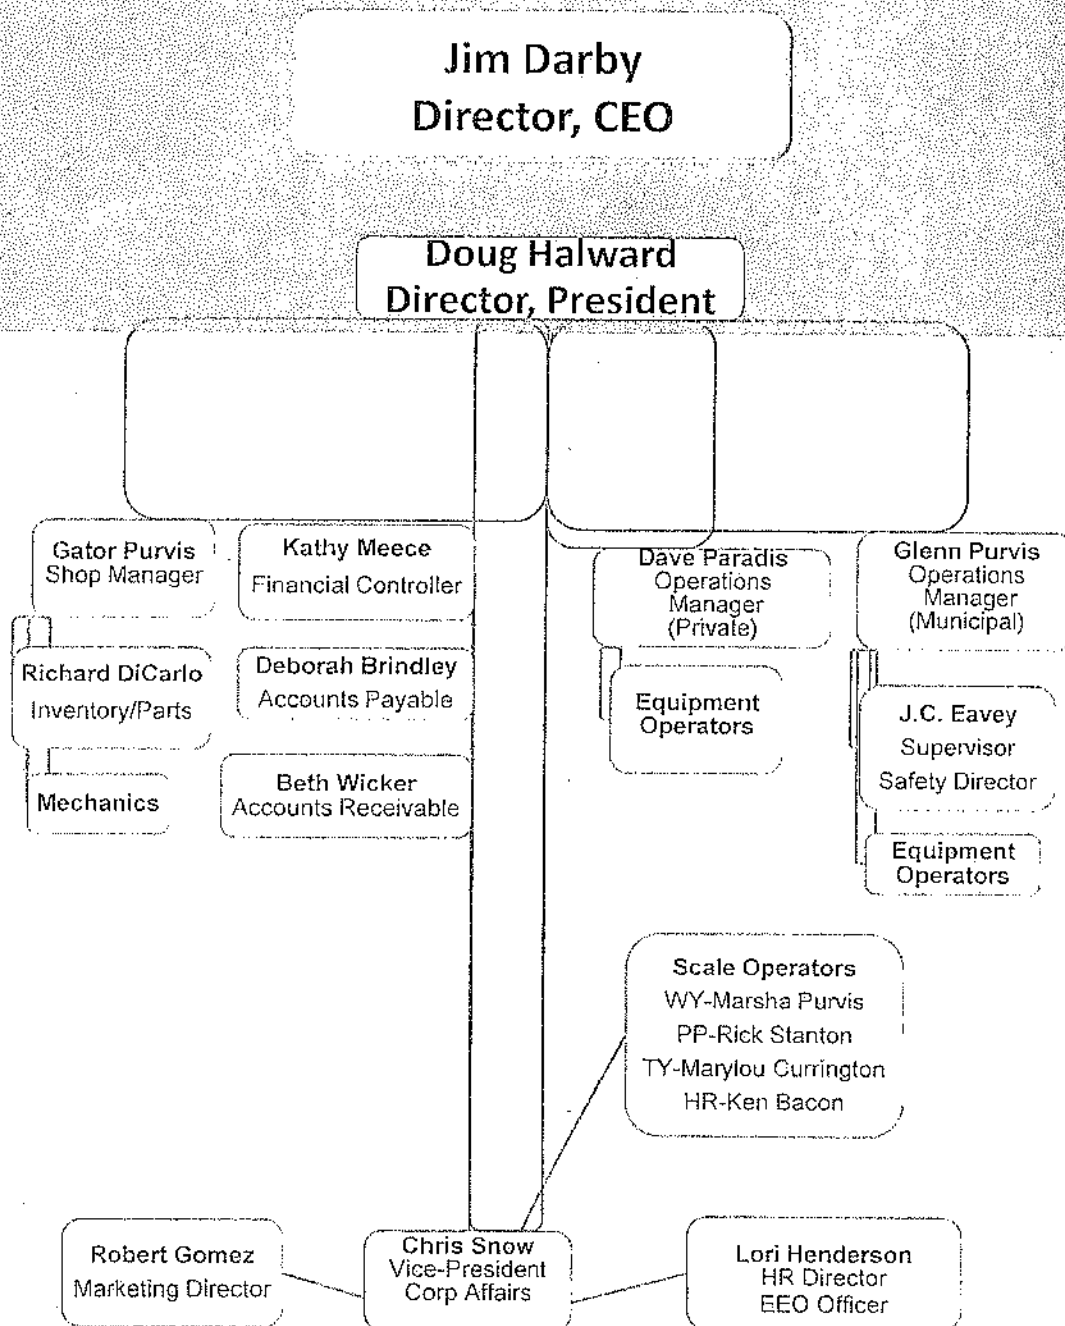 Jim Darby
Director, CEO
Doug Halward
Director, President
Gator Purvis
Shop Manager
Kathy Meece
Financial Controller
Dave Paradis
Operations
Manager
(Private)
Glenn Purvis
Operations
Manager
(Municipal)
Richard DiCarlo
Inventory/Parts
Deborah Brindley
Accounts Payable
Equipment
Operators
J.C. Eavey
Supervisor
Safety Director
Mechanics
Beth Wicker
Accounts Receivable
Equipment
Operators
Scale Operators
WY-Marsha Purvis
PP-Rick Stanton
TY-Marylou Currington
HR-Ken Bacon
Robert Gomez
Marketing Director
Chris Snow
Vice-President
Corp Affairs
Lori Henderson
HR Director
EEO Officer